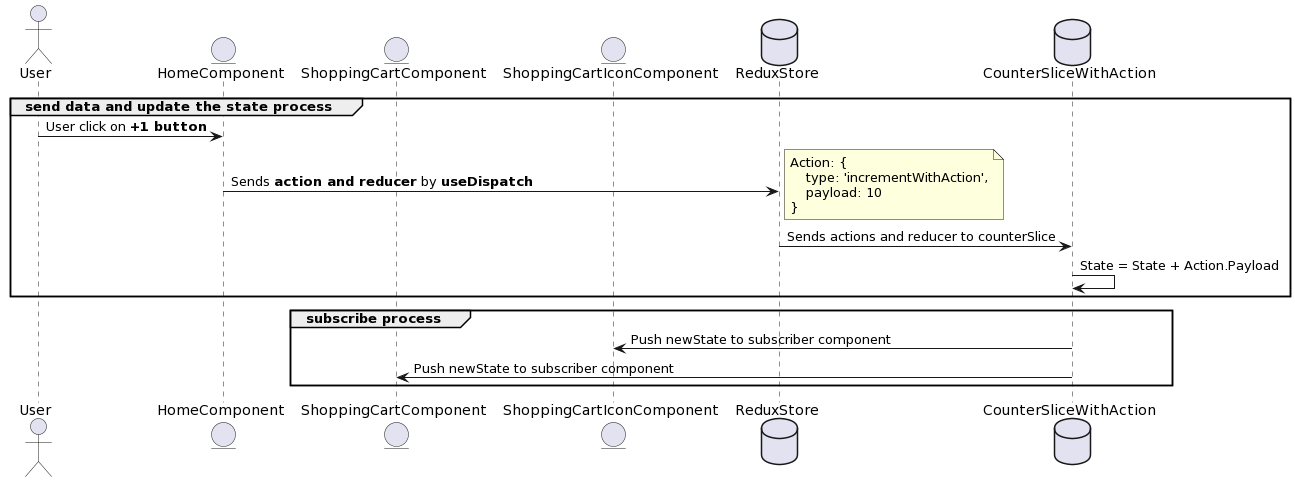 User
HomeComponent
ShoppingCartComponent
ShoppingCartIconComponent
ReduxStore
CounterSliceWithAction
send data and update the state process
User click on +1 button
Sends action and reducer by useDispatch
Action: {
type: 'incrementWithAction',
payload: 10
}
Sends actions and reducer to counterSlice
State = State + Action.Payload
subscribe process
Push newState to subscriber component
Push newState to subscriber component
User
HomeComponent
ShoppingCartComponent
ShoppingCartIconComponent
ReduxStore
CounterSliceWithAction